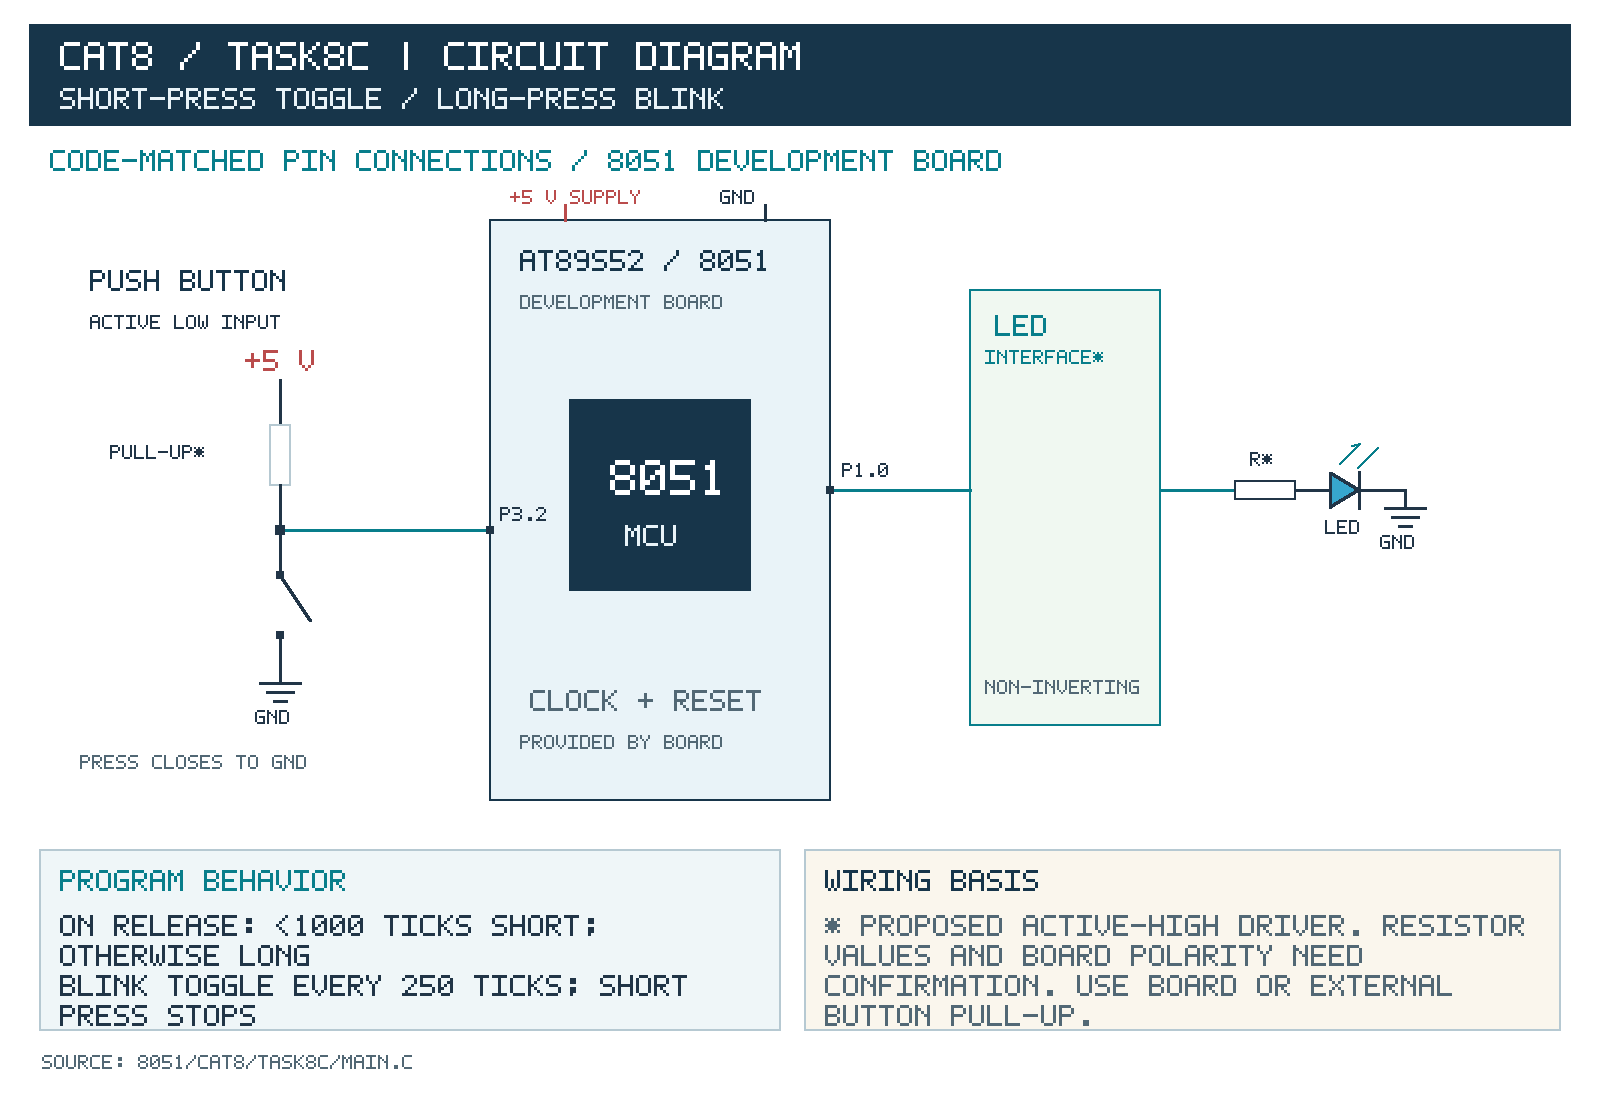 CAT8 / TASK8C | CIRCUIT DIAGRAM
SHORT-PRESS TOGGLE / LONG-PRESS BLINK
CODE-MATCHED PIN CONNECTIONS / 8051 DEVELOPMENT BOARD
+5 V SUPPLY
GND
AT89S52 / 8051
DEVELOPMENT BOARD
PUSH BUTTON
ACTIVE LOW INPUT
+5 V
PULL-UP*
LED
INTERFACE*
8051
MCU
P3.2
P1.0
R*
LED
GND
NON-INVERTING
CLOCK + RESET
PROVIDED BY BOARD
GND
PRESS CLOSES TO GND
PROGRAM BEHAVIOR
ON RELEASE: <1000 TICKS SHORT;
OTHERWISE LONG
BLINK TOGGLE EVERY 250 TICKS; SHORT
PRESS STOPS
WIRING BASIS
* PROPOSED ACTIVE-HIGH DRIVER. RESISTOR
VALUES AND BOARD POLARITY NEED
CONFIRMATION. USE BOARD OR EXTERNAL
BUTTON PULL-UP.
SOURCE: 8051/CAT8/TASK8C/MAIN.C